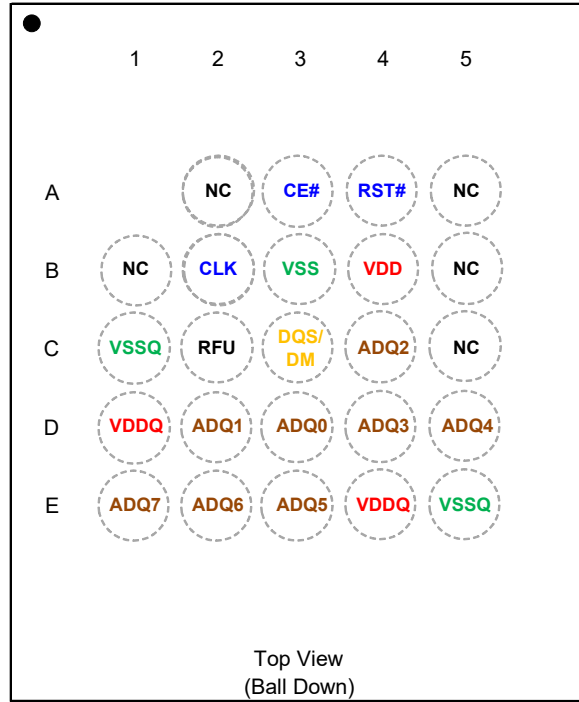 1 2 3 4 5
A NC CE# RST# NC
B NC CLK VSS VDD NC
C VSSQ RFU DQS/ ADQ2 NC
DM
D VDDQ ADQ1 ADQ0 ADQ3 ADQ4
E ADQ7 ADQ6 ADQ5 VDDQ VSSQ
Top View
(Ball Down)